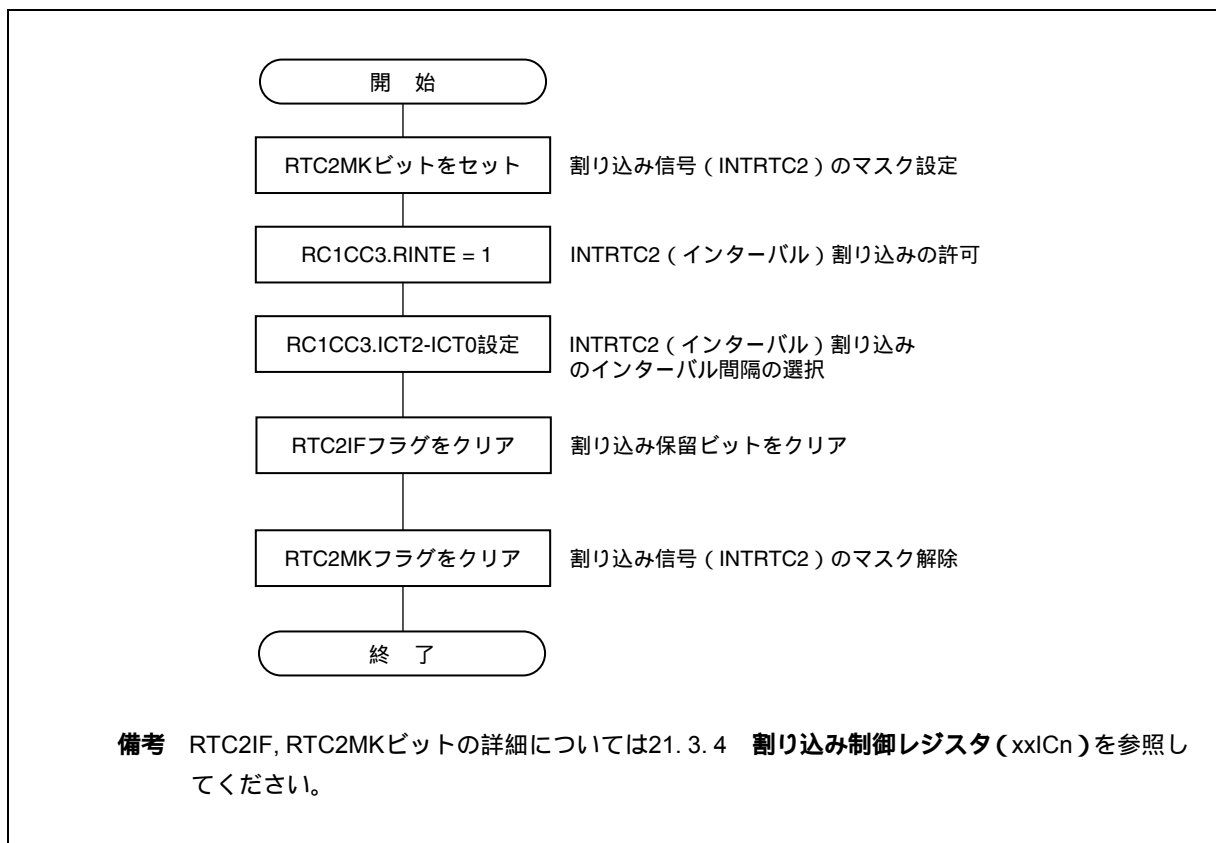 開　始
RTC2MKビットをセット
割り込み信号（INTRTC2）のマスク設定
RC1CC3.RINTE = 1
INTRTC2（インターバル）割り込みの許可
RC1CC3.ICT2-ICT0設定
INTRTC2（インターバル）割り込み
のインターバル間隔の選択
RTC2IFフラグをクリア
割り込み保留ビットをクリア
RTC2MKフラグをクリア
割り込み信号（INTRTC2）のマスク解除
終　了
備考　RTC2IF, RTC2MKビットの詳細については21. 3. 4　割り込み制御レジスタ（xxICn）を参照し
てください。